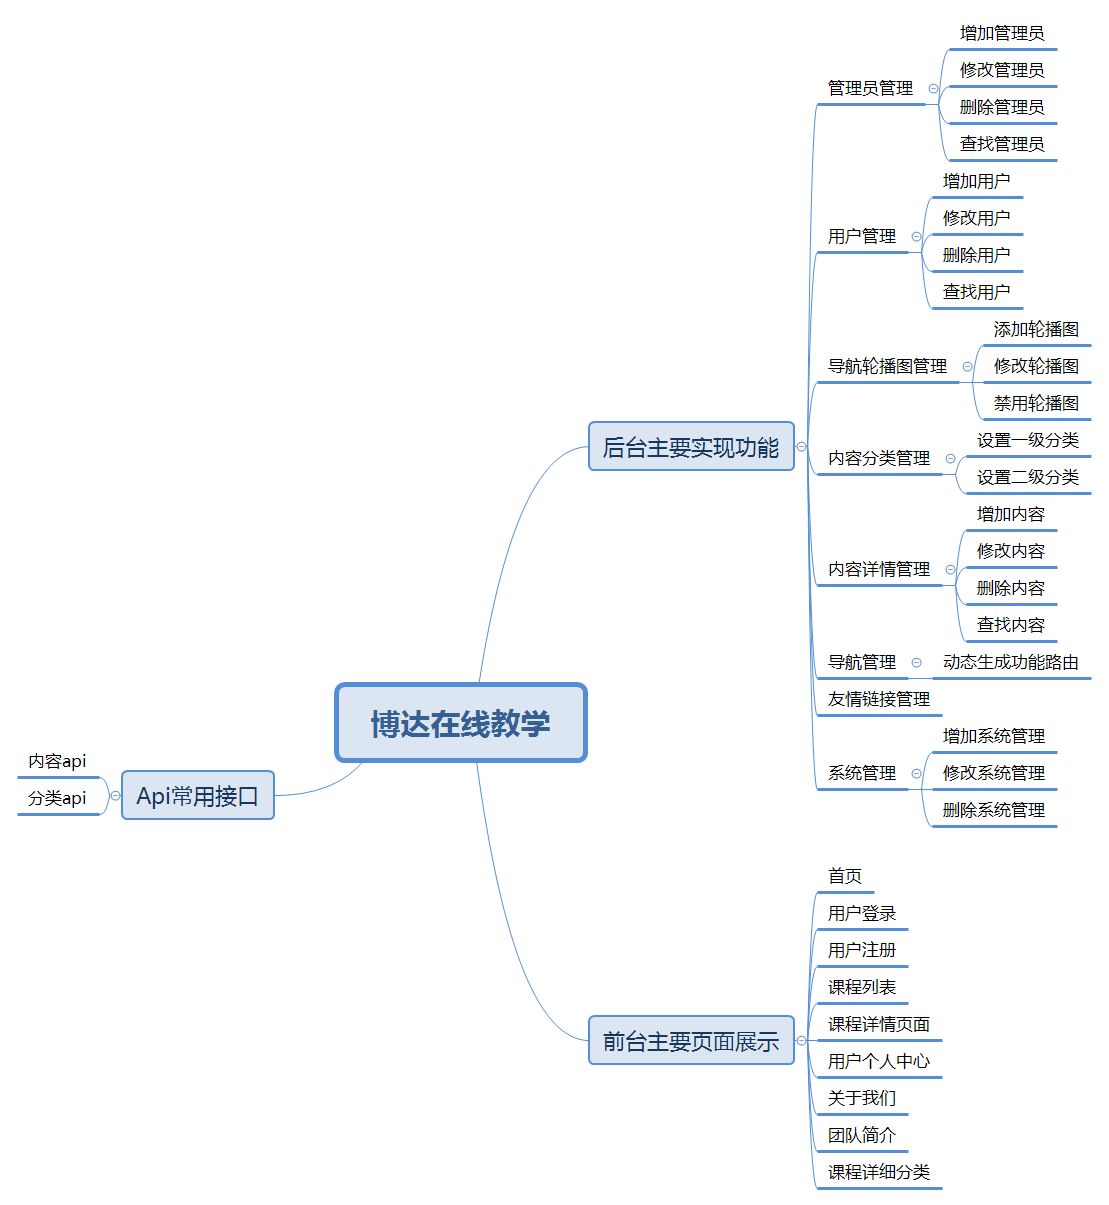 博达在线教学
后台主要实现功能
管理员管理
增加管理员
修改管理员
删除管理员
查找管理员
用户管理
增加用户
修改用户
删除用户
查找用户
导航轮播图管理
添加轮播图
修改轮播图
禁用轮播图
内容分类管理
设置一级分类
设置二级分类
内容详情管理
增加内容
修改内容
删除内容
查找内容
导航管理
动态生成功能路由
友情链接管理
系统管理
增加系统管理
修改系统管理
删除系统管理
前台主要页面展示
首页
用户登录
用户注册
课程列表
课程详情页面
用户个人中心
关于我们
团队简介
课程详细分类
Api常用接口
内容api
分类api